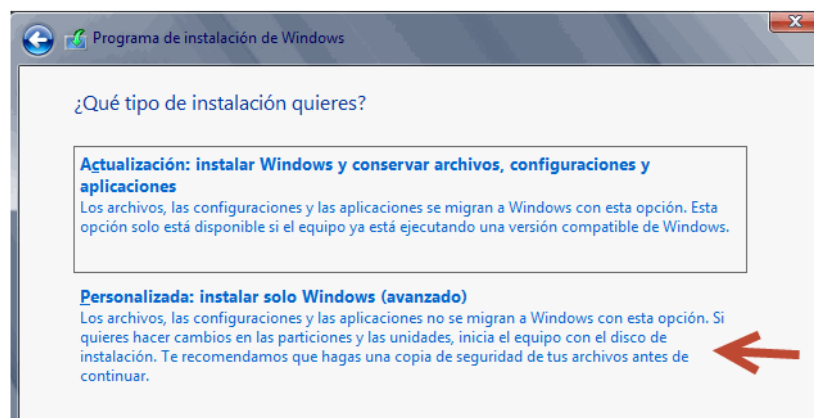 Programa de instalación de Windows
¿Qué tipo de instalación quieres?
Actualización: instalar Windows y conservar archivos, configuraciones y
aplicaciones
Los archivos, las configuraciones y las aplicaciones se migran a Windows con esta opción. Esta
opción solo está disponible si el equipo ya está ejecutando una versión compatible de Windows.
Personalizada: instalar solo Windows (avanzado)
Los archivos, las configuraciones y las aplicaciones no se migran a Windows con esta opción. Si
quieres hacer cambios en las particiones y las unidades, inicia el equipo con el disco de
instalación. Te recomendamos que hagas una copia de seguridad de tus archivos antes de
continuar.